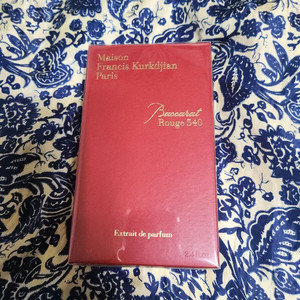 Maison
Francis Kurkdjian
Paris
Baccarat
Rouge 540
Extrait de parfum